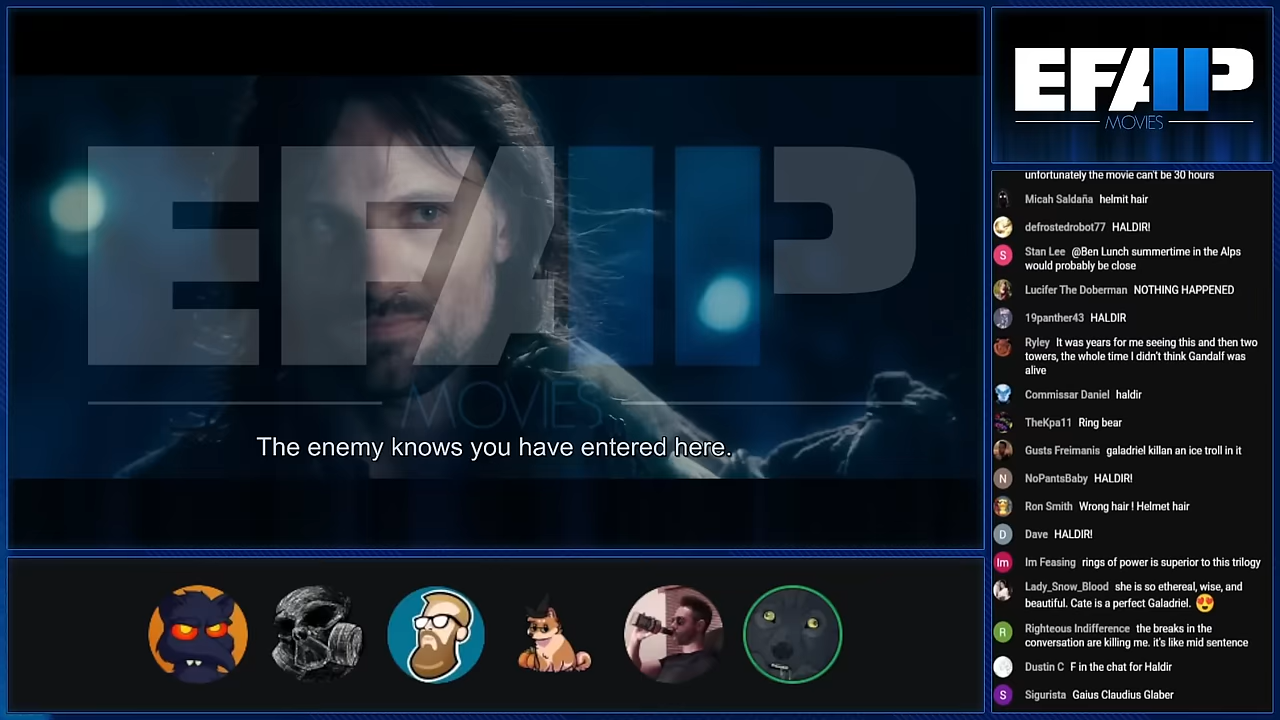 EFAP
MOVIES
The enemy knows you have entered here.
EFAP
MOVIES
unfortunately the movie can't be 30 hours
Micah Saldaña helmit hair
defrostedrobot77 HALDIR!
Stan Lee @Ben Lunch summertime in the Alps
would probably be close
Lucifer The Doberman NOTHING HAPPENED
19panther43 HALDIR
Ryley It was years for me seeing this and then two
towers, the whole time I didn't think Gandalf was
alive
Commissar Daniel haldir
TheKpa11 Ring bear
Gusts Freimanis galadriel killan an ice troll in it
N
NoPantsBaby HALDIR!
Ron Smith Wrong hair ! Helmet hair
D
Dave HALDIR!
Im
Im Feasing rings of power is superior to this trilogy
Lady_Snow_Blood she is so ethereal, wise, and
beautiful. Cate is a perfect Galadriel. 😍
R
Righteous Indifference the breaks in the
conversation are killing me. it's like mid sentence
Dustin C F in the chat for Haldir
S
Sigurista Gaius Claudius Glaber